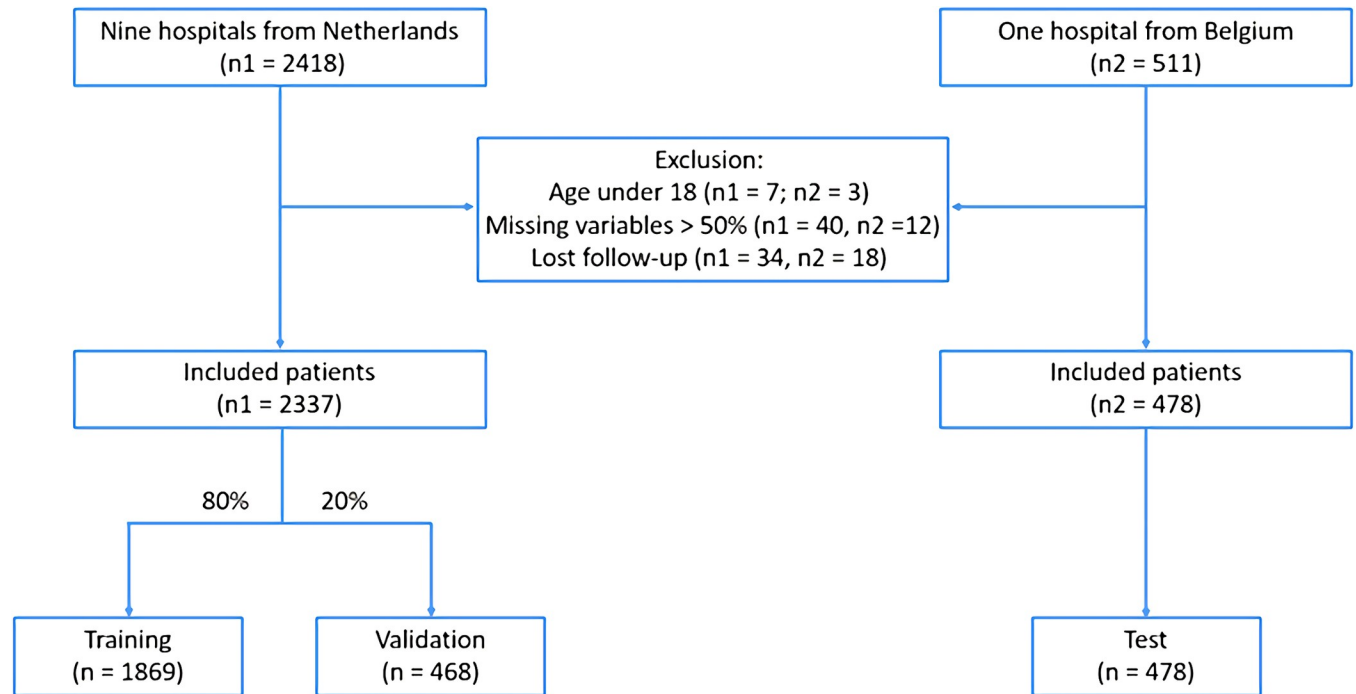 Nine hospitals from Netherlands
(n1 = 2418)
One hospital from Belgium
(n2 = 511)
Exclusion:
Age under 18 (n1 = 7; n2 = 3)
Missing variables > 50% (n1 = 40, n2 =12)
Lost follow-up (n1 = 34, n2 = 18)
Included patients
(n1 = 2337)
Included patients
(n2 = 478)
80%
20%
Training
(n = 1869)
Validation
(n = 468)
Test
(n = 478)